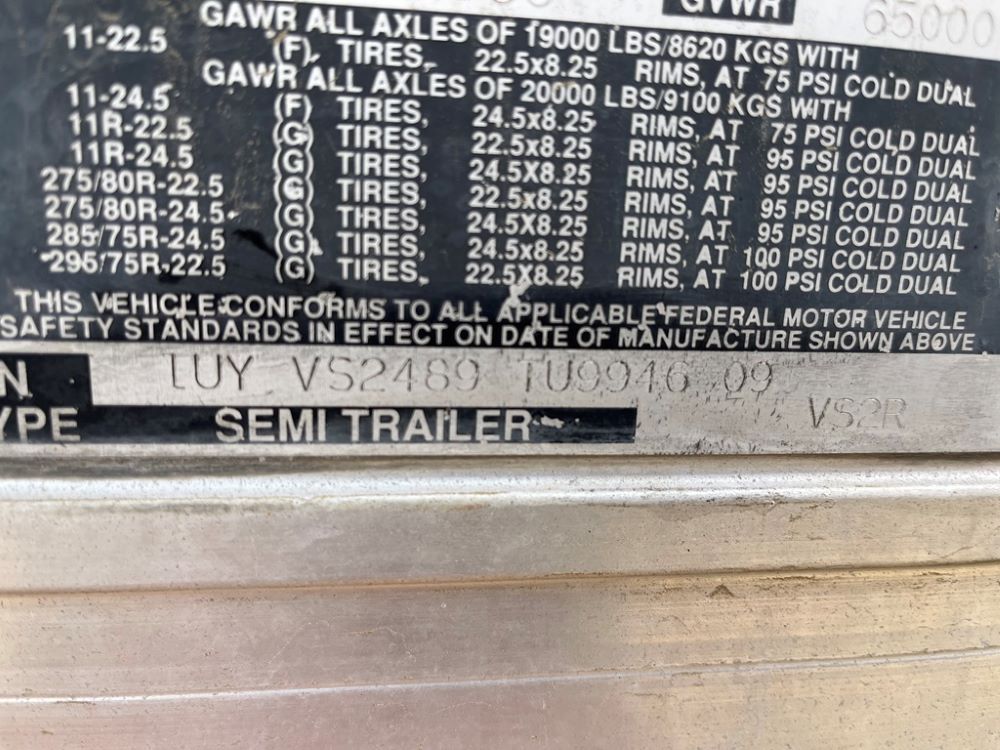 GVWR 65000
GAWR ALL AXLES OF 19000 LBS/8620 KGS WITH
11-22.5 (F) TIRES, 22.5x8.25 RIMS, AT 75 PSI COLD DUAL
GAWR ALL AXLES OF 20000 LBS/9100 KGS WITH
11-24.5 (F) TIRES, 24.5x8.25 RIMS, AT 75 PSI COLD DUAL
11R-22.5 (G) TIRES, 22.5x8.25 RIMS, AT 95 PSI COLD DUAL
11R-24.5 (G) TIRES, 24.5X8.25 RIMS, AT 95 PSI COLD DUAL
275/80R-22.5 (G) TIRES, 22.5x8.25 RIMS, AT 95 PSI COLD DUAL
275/80R-24.5 (G) TIRES, 24.5X8.25 RIMS, AT 95 PSI COLD DUAL
285/75R-24.5 (G) TIRES, 24.5x8.25 RIMS, AT 100 PSI COLD DUAL
295/75R-22.5 (G) TIRES, 22.5X8.25 RIMS, AT 100 PSI COLD DUAL
THIS VEHICLE CONFORMS TO ALL APPLICABLE FEDERAL MOTOR VEHICLE
SAFETY STANDARDS IN EFFECT ON DATE OF MANUFACTURE SHOWN ABOVE
N 1UY VS2489 1U9946 09
YPE SEMI TRAILER VS2R